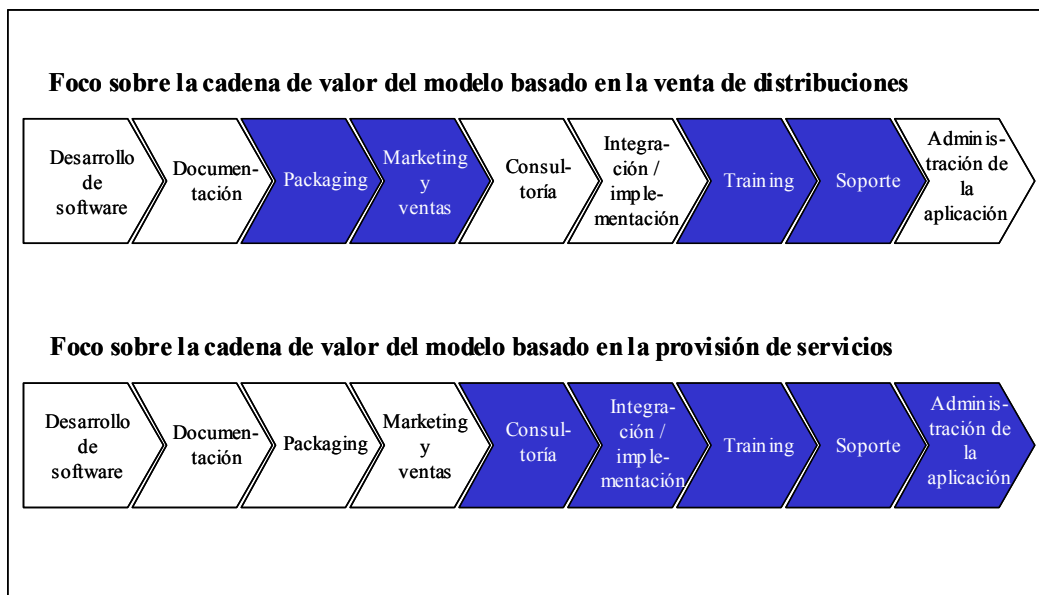 Foco sobre la cadena de valor del modelo basado en la venta de distribuciones
Desarrollo
de
software
Documen-
tación
Packaging
Marketing
y
ventas
Consul-
toría
Integra-
ción /
imple-
mentación
Training
Soporte
Adminis-
tración de
la
aplicación
Foco sobre la cadena de valor del modelo basado en la provisión de servicios
Desarrollo
de
software
Documen-
tación
Packaging
Marketing
y
ventas
Consul-
toría
Integra-
ción /
imple-
mentación
Training
Soporte
Adminis-
tración de
la
aplicación